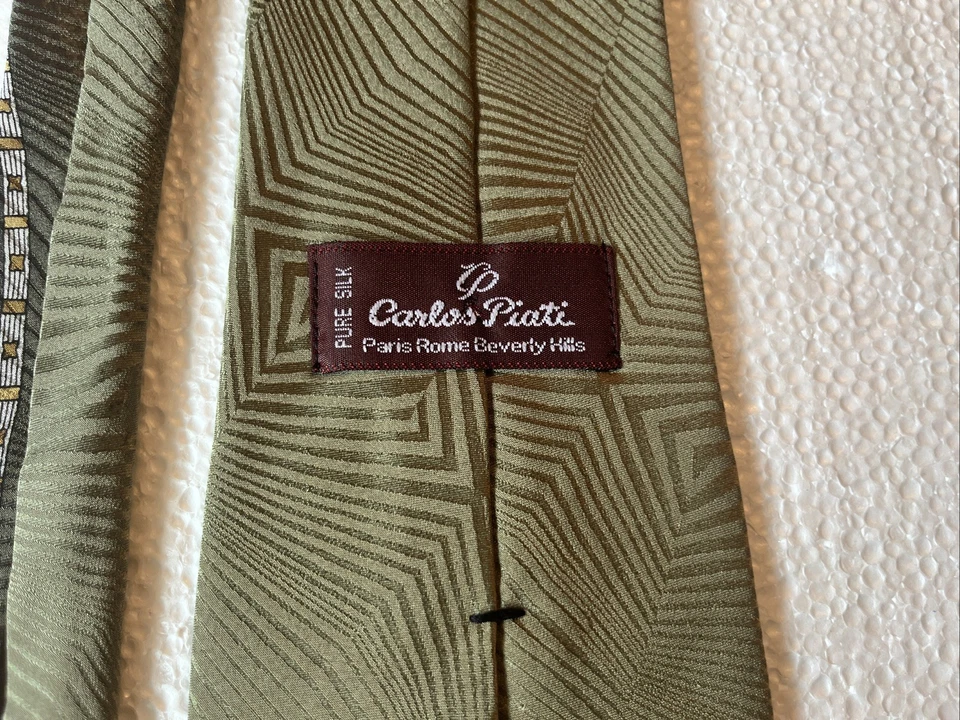 PURE SILK
CP
Carlos Piati
Paris Rome Beverly Hills